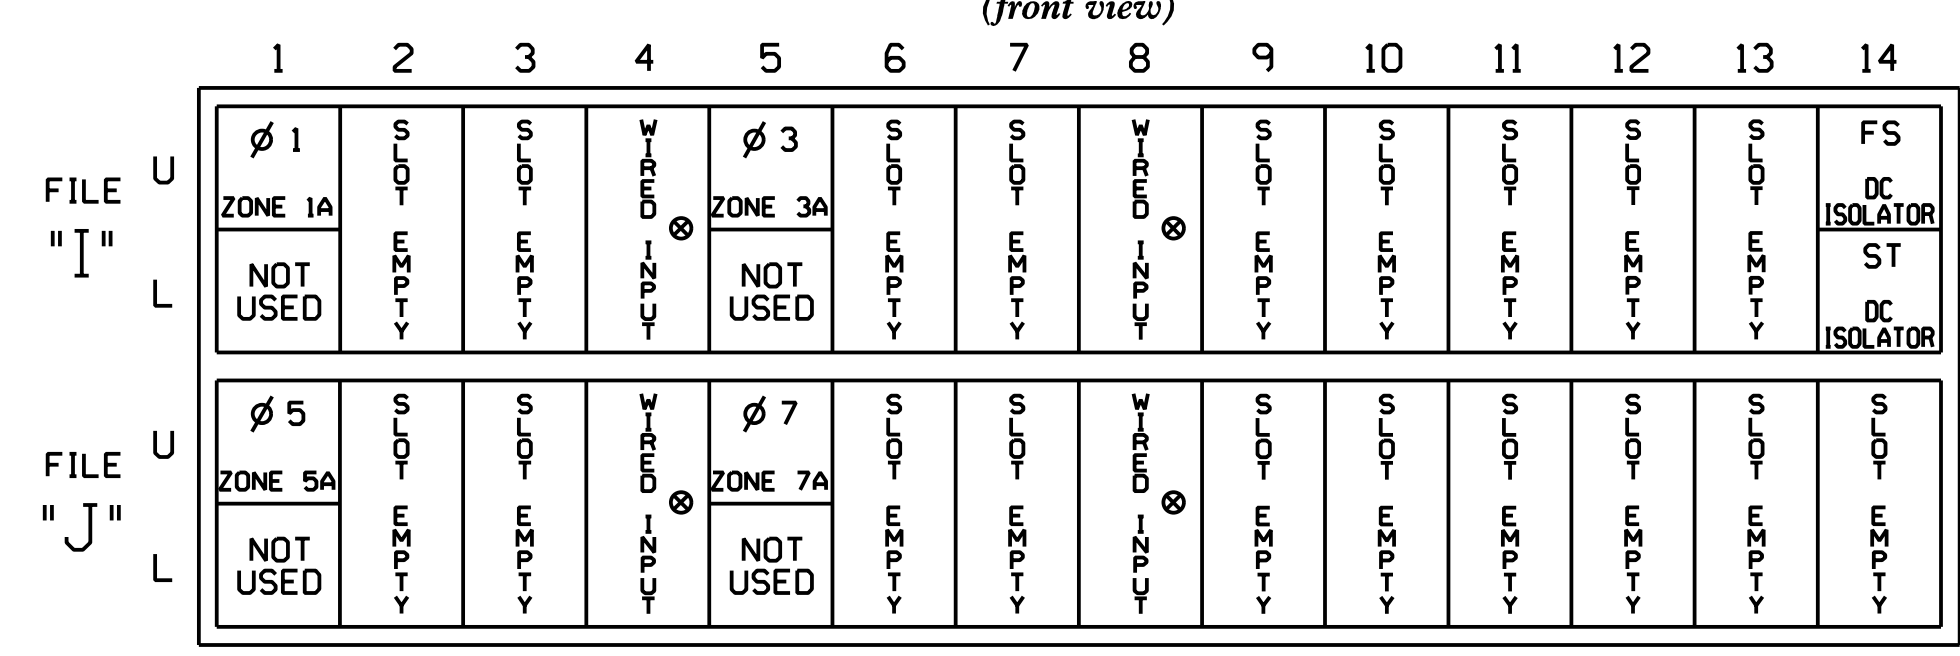 (front view)
1 2 3 4 5 6 7 8 9 10 11 12 13 14
FILE "I"
U
L
Ø 1
ZONE 1A
NOT
USED
SLOT EMPTY
SLOT EMPTY
WIRED INPUT
Ø 3
ZONE 3A
NOT
USED
SLOT EMPTY
SLOT EMPTY
WIRED INPUT
SLOT EMPTY
SLOT EMPTY
SLOT EMPTY
SLOT EMPTY
SLOT EMPTY
FS
DC
ISOLATOR
ST
DC
ISOLATOR
FILE "J"
U
L
Ø 5
ZONE 5A
NOT
USED
SLOT EMPTY
SLOT EMPTY
WIRED INPUT
Ø 7
ZONE 7A
NOT
USED
SLOT EMPTY
SLOT EMPTY
WIRED INPUT
SLOT EMPTY
SLOT EMPTY
SLOT EMPTY
SLOT EMPTY
SLOT EMPTY
SLOT EMPTY